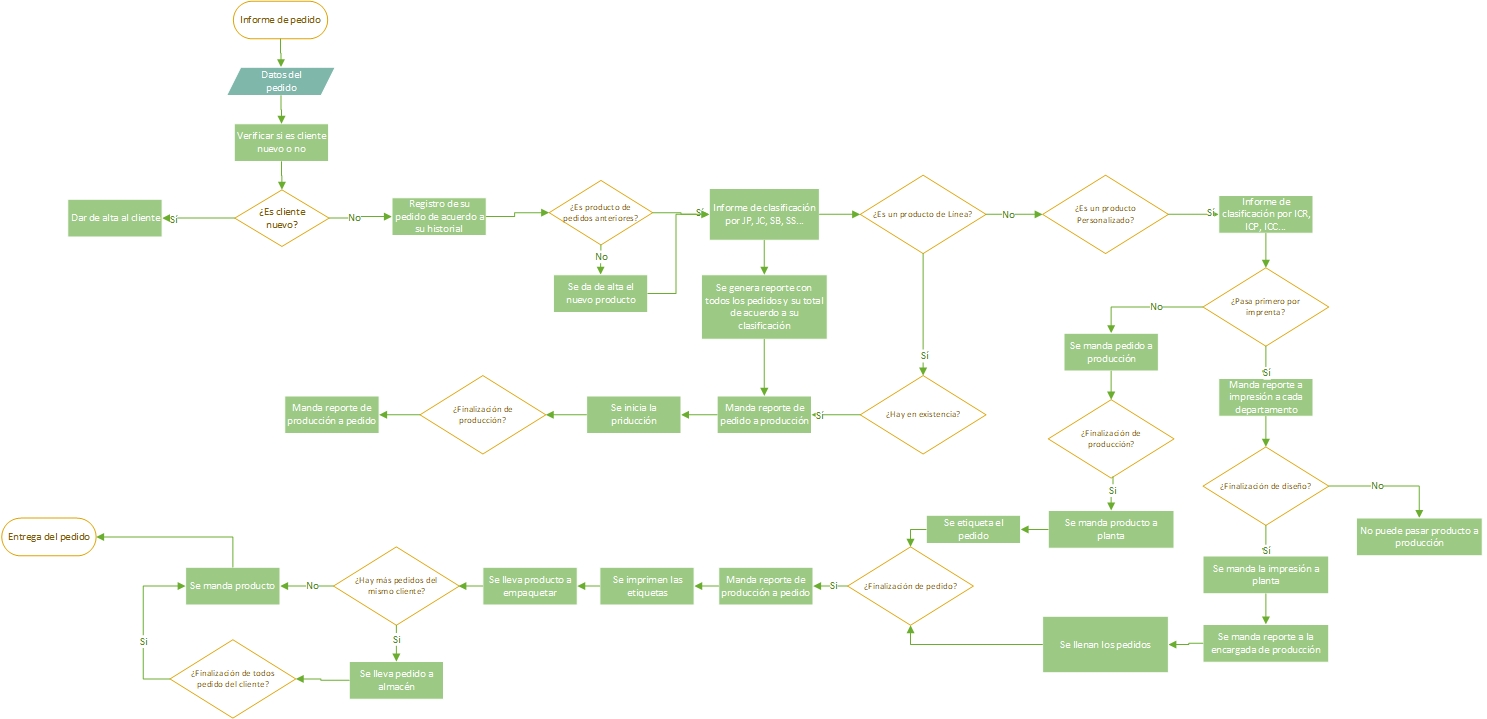 Informe de pedido
Datos del
pedido
Verificar si es cliente
nuevo o no
¿Es cliente
nuevo?
Sí
Dar de alta al cliente
No
Registro de su
pedido de acuerdo a
su historial
¿Es producto de
pedidos anteriores?
No
Se da de alta el
nuevo producto
Sí
Informe de clasificación
por JP, JC, SB, SS...
Se genera reporte con
todos los pedidos y su total
de acuerdo a su
clasificación
¿Es un producto de Linea?
No
Sí
¿Es un producto
Personalizado?
Sí
Informe de
clasificación por ICR,
ICP, ICC...
¿Pasa primero por
imprenta?
No
Se manda pedido a
producción
Sí
Manda reporte a
impresión a cada
departamento
¿Hay en existencia?
Sí
Manda reporte de
pedido a producción
Se inicia la
priducción
¿Finalización de
producción?
Manda reporte de
producción a pedido
¿Finalización de
producción?
Si
Se manda producto a
planta
Se etiqueta el
pedido
¿Finalización de diseño?
No
No puede pasar producto a
producción
Sí
Se manda la impresión a
planta
Se manda reporte a la
encargada de producción
Se llenan los pedidos
¿Finalización de pedido?
Si
Manda reporte de
producción a pedido
Se imprimen las
etiquetas
Se lleva producto a
empaquetar
¿Hay más pedidos del
mismo cliente?
No
Se manda producto
Si
Se lleva pedido a
almacén
¿Finalización de todos
pedido del cliente?
Si
Entrega del pedido